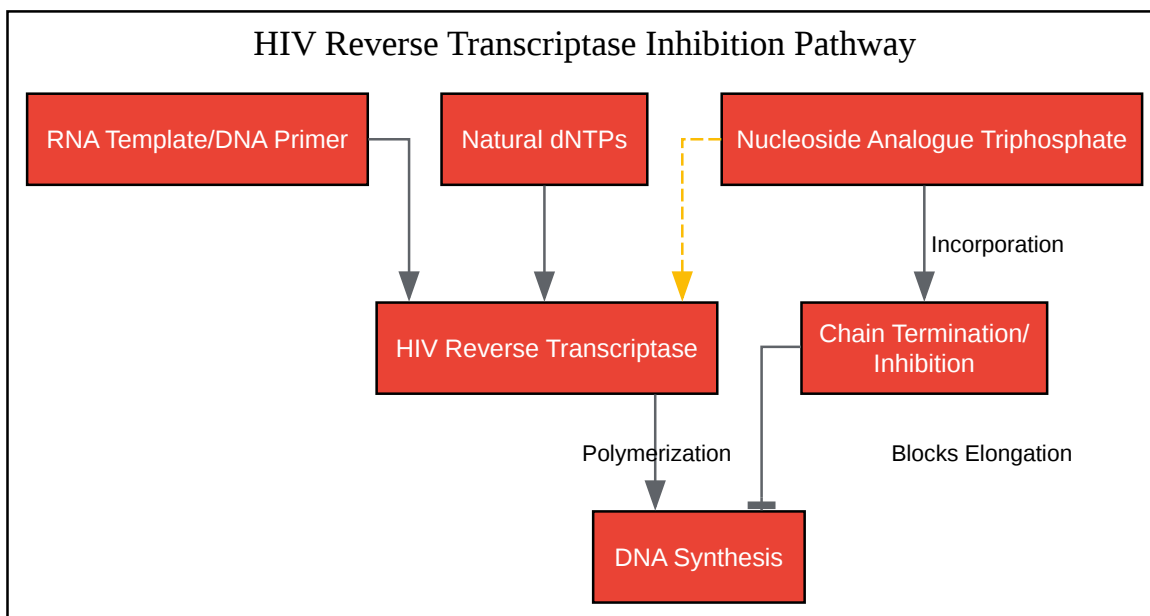 HIV Reverse Transcriptase Inhibition Pathway
RNA Template/DNA Primer
Natural dNTPs
Nucleoside Analogue Triphosphate
Incorporation
HIV Reverse Transcriptase
Chain Termination/
Inhibition
Polymerization
Blocks Elongation
DNA Synthesis